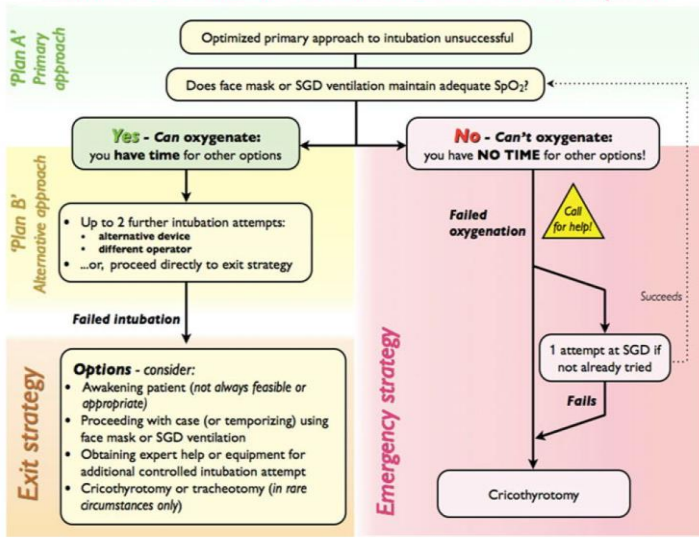 'Plan A'
Primary
approach
Optimized primary approach to intubation unsuccessful
Does face mask or SGD ventilation maintain adequate SpO₂?
Yes - Can oxygenate:
you have time for other options
No - Can't oxygenate:
you have NO TIME for other options!
'Plan B'
Alternative approach
• Up to 2 further intubation attempts:
• alternative device
• different operator
• ...or, proceed directly to exit strategy
Failed intubation
Exit strategy
Options - consider:
• Awakening patient (not always feasible or
appropriate)
• Proceeding with case (or temporizing) using
face mask or SGD ventilation
• Obtaining expert help or equipment for
additional controlled intubation attempt
• Cricothyrotomy or tracheotomy (in rare
circumstances only)
Emergency strategy
Failed
oxygenation
Call
for help!
Succeeds
1 attempt at SGD if
not already tried
Fails
Cricothyrotomy